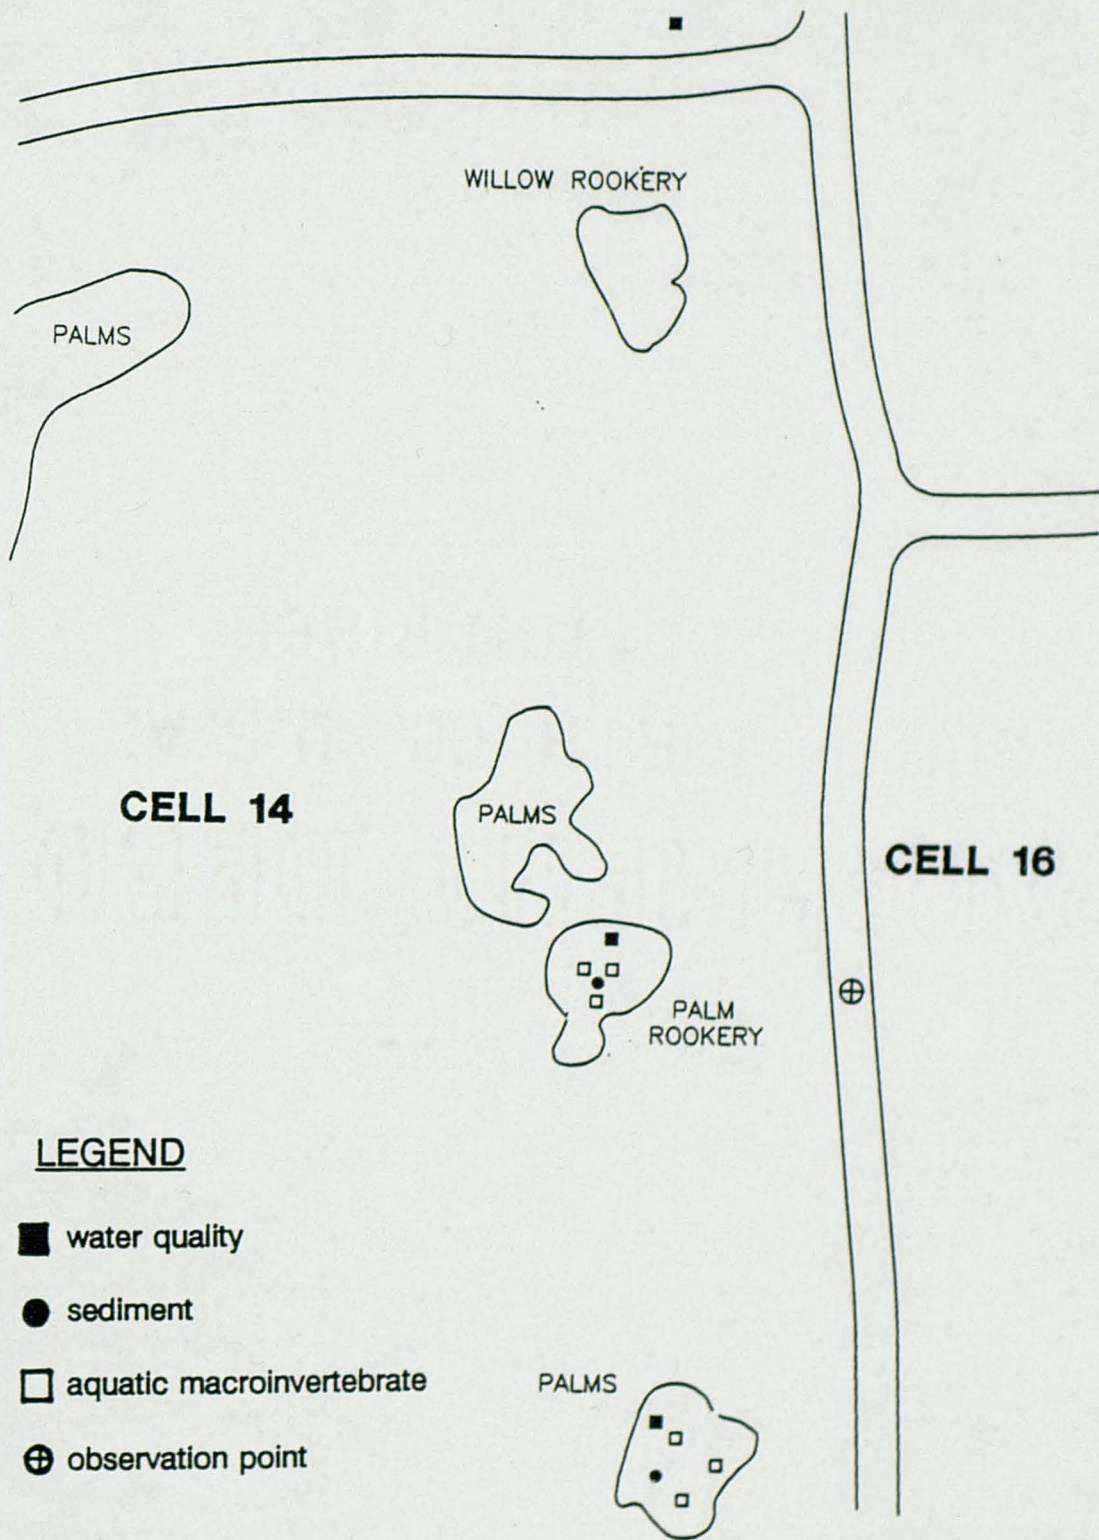 WILLOW ROOKERY
PALMS
CELL 14
PALMS
CELL 16
PALM
ROOKERY
LEGEND
water quality
sediment
aquatic macroinvertebrate
observation point
PALMS